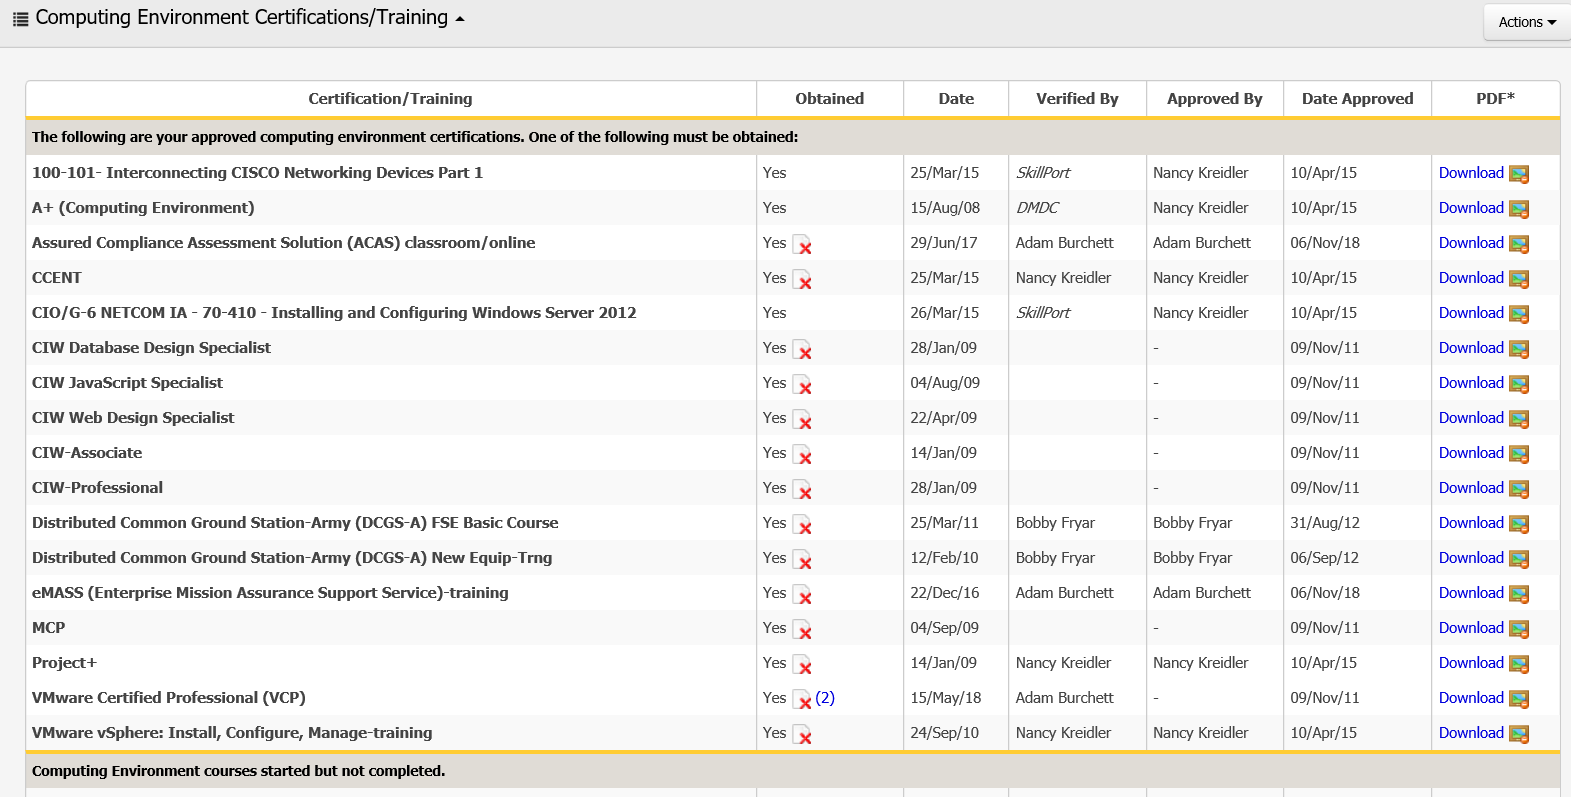 Computing Environment Certifications/Training
Actions
Certification/Training Obtained Date Verified By Approved By Date Approved PDF*
The following are your approved computing environment certifications. One of the following must be obtained:
100-101- Interconnecting CISCO Networking Devices Part 1 Yes 25/Mar/15 SkillPort Nancy Kreidler 10/Apr/15 Download
A+ (Computing Environment) Yes 15/Aug/08 DMDC Nancy Kreidler 10/Apr/15 Download
Assured Compliance Assessment Solution (ACAS) classroom/online Yes 29/Jun/17 Adam Burchett Adam Burchett 06/Nov/18 Download
CCENT Yes 25/Mar/15 Nancy Kreidler Nancy Kreidler 10/Apr/15 Download
CIO/G-6 NETCOM IA - 70-410 - Installing and Configuring Windows Server 2012 Yes 26/Mar/15 SkillPort Nancy Kreidler 10/Apr/15 Download
CIW Database Design Specialist Yes 28/Jan/09 - 09/Nov/11 Download
CIW JavaScript Specialist Yes 04/Aug/09 - 09/Nov/11 Download
CIW Web Design Specialist Yes 22/Apr/09 - 09/Nov/11 Download
CIW-Associate Yes 14/Jan/09 - 09/Nov/11 Download
CIW-Professional Yes 28/Jan/09 - 09/Nov/11 Download
Distributed Common Ground Station-Army (DCGS-A) FSE Basic Course Yes 25/Mar/11 Bobby Fryar Bobby Fryar 31/Aug/12 Download
Distributed Common Ground Station-Army (DCGS-A) New Equip-Trng Yes 12/Feb/10 Bobby Fryar Bobby Fryar 06/Sep/12 Download
eMASS (Enterprise Mission Assurance Support Service)-training Yes 22/Dec/16 Adam Burchett Adam Burchett 06/Nov/18 Download
MCP Yes 04/Sep/09 - 09/Nov/11 Download
Project+ Yes 14/Jan/09 Nancy Kreidler Nancy Kreidler 10/Apr/15 Download
VMware Certified Professional (VCP) Yes (2) 15/May/18 Adam Burchett - 09/Nov/11 Download
VMware vSphere: Install, Configure, Manage-training Yes 24/Sep/10 Nancy Kreidler Nancy Kreidler 10/Apr/15 Download
Computing Environment courses started but not completed.